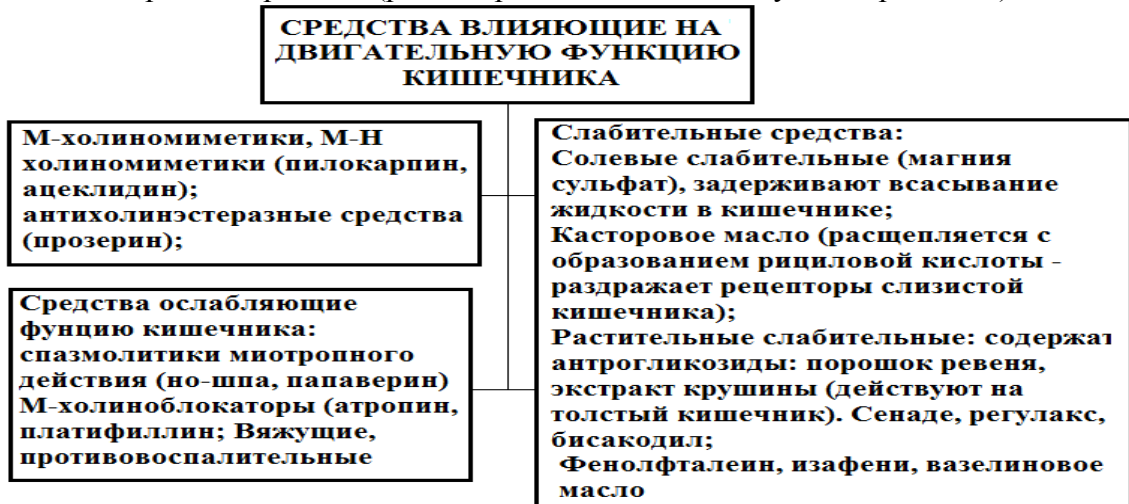 СРЕДСТВА ВЛИЯЮЩИЕ НА
ДВИГАТЕЛЬНУЮ ФУНКЦИЮ
КИШЕЧНИКА
М-холиномиметики, М-Н
холиномиметики (пилокарпин,
ацеклидин);
антихолинэстеразные средства
(прозерин);
Средства ослабляющие
фунцию кишечника:
спазмолитики миотропного
действия (но-шпа, папаверин)
М-холиноблокаторы (атропин,
платифиллин; Вяжущие,
противовоспалительные
Слабительные средства:
Солевые слабительные (магния
сульфат), задерживают всасывание
жидкости в кишечнике;
Касторовое масло (расщепляется с
образованием рициловой кислоты -
раздражает рецепторы слизистой
кишечника);
Растительные слабительные: содержат
антрогликозиды: порошок ревеня,
экстракт крушины (действуют на
толстый кишечник). Сенаде, регулакс,
бисакодил;
Фенолфталеин, изафени, вазелиновое
масло